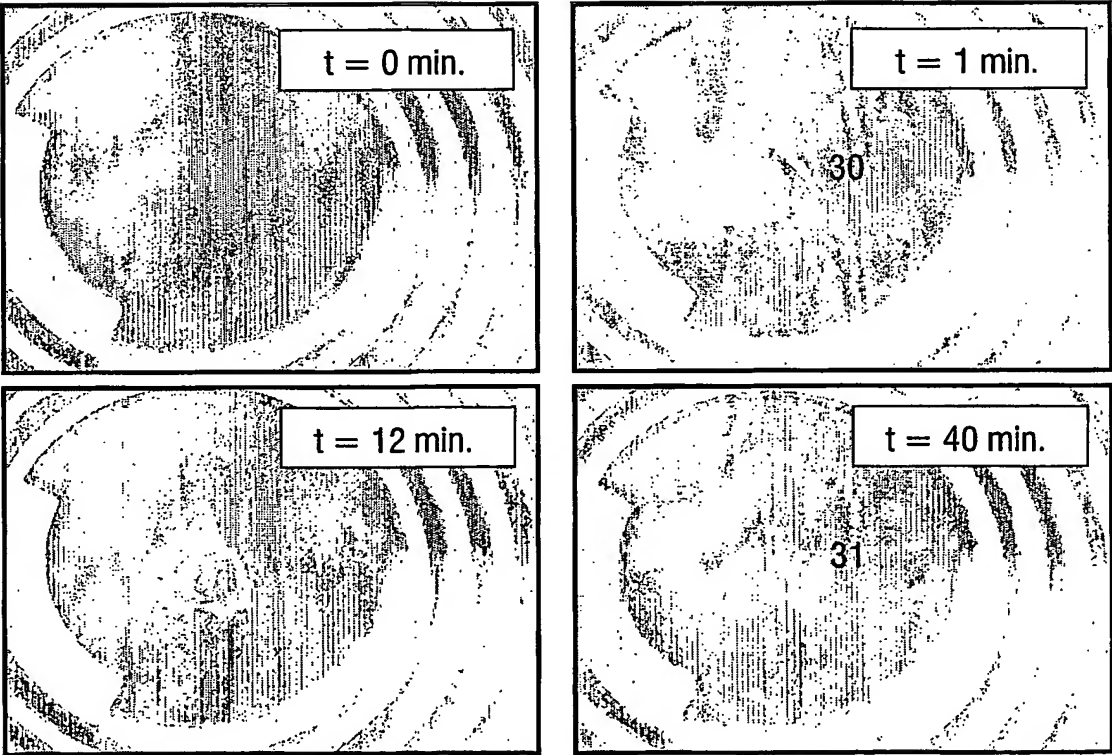 t = 0 min.
t = 1 min.
30
t = 12 min.
t = 40 min.
31